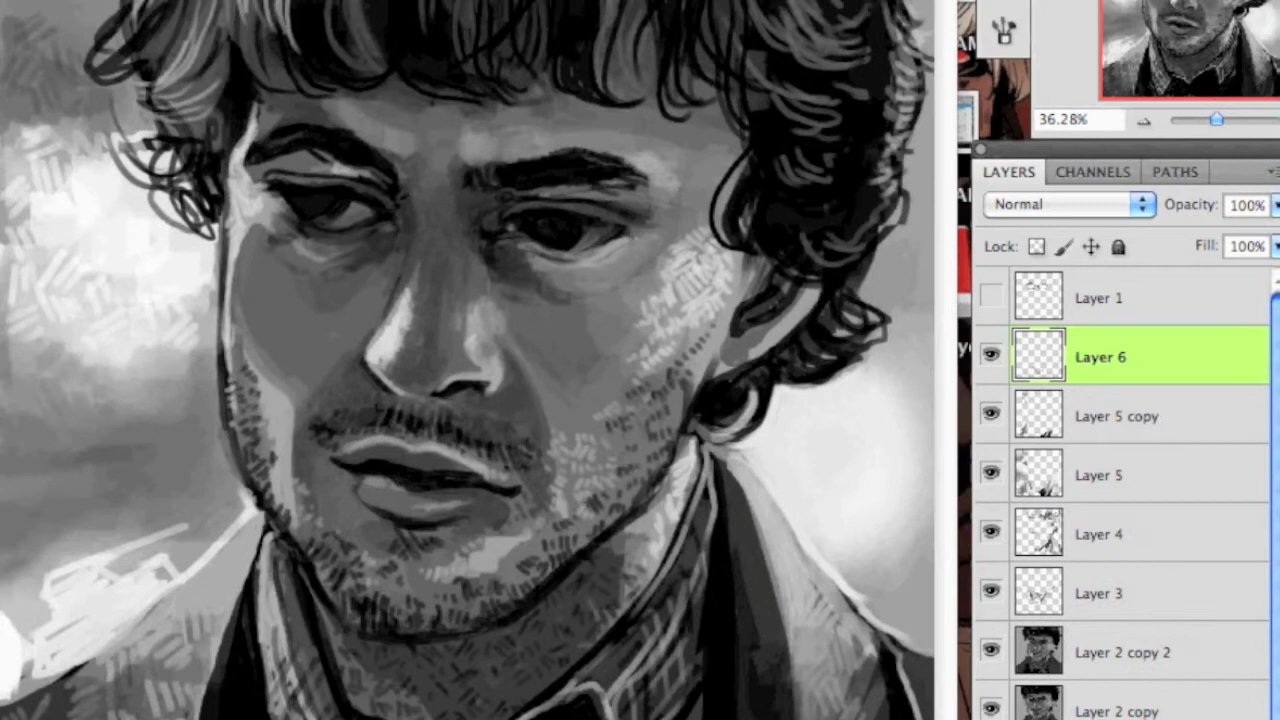 36.28%
LAYERS CHANNELS PATHS
Normal Opacity: 100%
Lock: Fill: 100%
Layer 1
Layer 6
Layer 5 copy
Layer 5
Layer 4
Layer 3
Layer 2 copy 2
Layer 2 copy